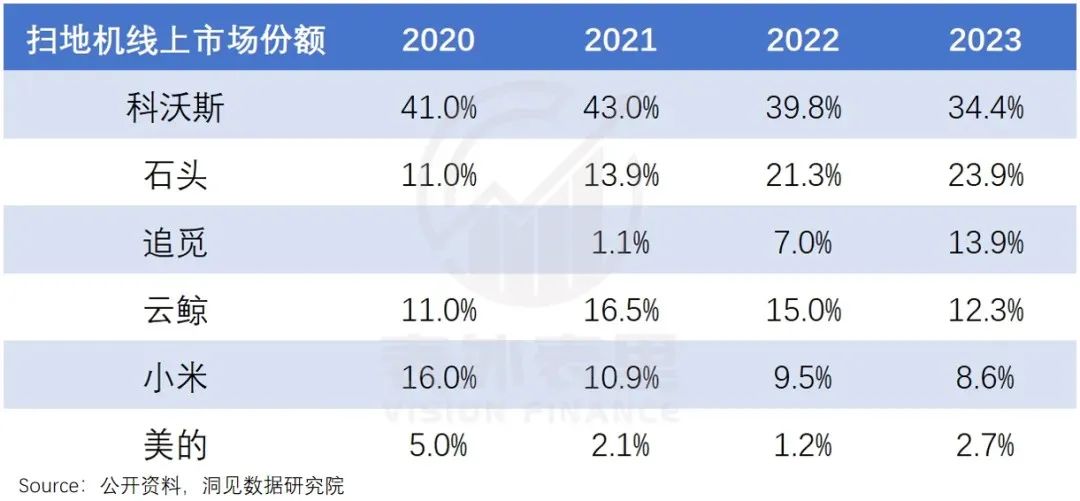 扫地机线上市场份额 2020 2021 2022 2023
科沃斯 41.0% 43.0% 39.8% 34.4%
石头 11.0% 13.9% 21.3% 23.9%
追觅 1.1% 7.0% 13.9%
云鲸 11.0% 16.5% 15.0% 12.3%
小米 16.0% 10.9% 9.5% 8.6%
美的 5.0% 2.1% 1.2% 2.7%
表外表里
VISION FINANCE
Source：公开资料，洞见数据研究院